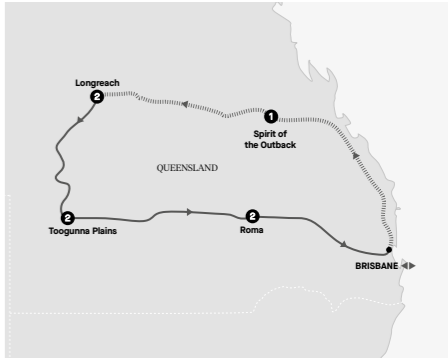 Longreach
2
1
Spirit of
the Outback
QUEENSLAND
2
Toogunna Plains
2
Roma
BRISBANE